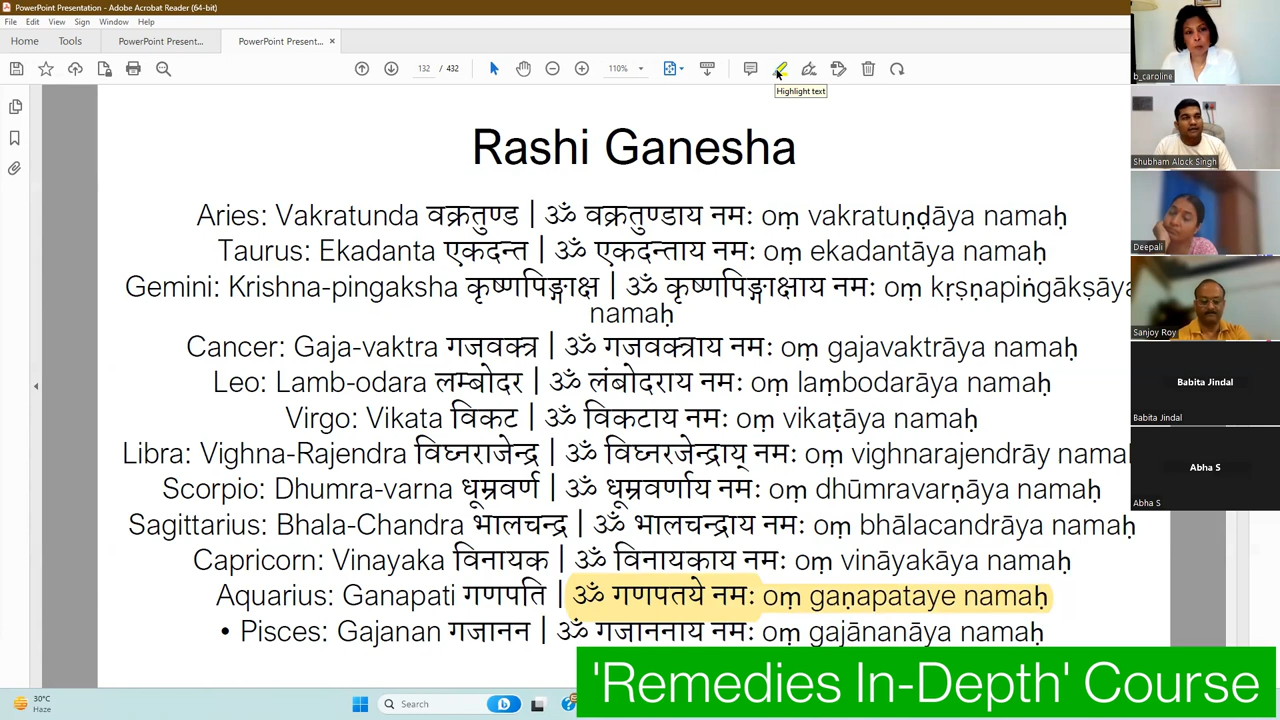 PowerPoint Presentation - Adobe Acrobat Reader (64-bit)
File Edit View Sign Window Help
Home Tools PowerPoint Present... PowerPoint Present... ×
132 / 432 110%
Highlight text
Rashi Ganesha
Aries: Vakratunda वक्रतुण्ड | ॐ वक्रतुण्डाय नमः oṃ vakratuṇḍāya namaḥ
Taurus: Ekadanta एकदन्त | ॐ एकदन्ताय नमः oṃ ekadantāya namaḥ
Gemini: Krishna-pingaksha कृष्णपिङ्गाक्ष | ॐ कृष्णपिङ्गाक्षाय नमः oṃ kṛṣṇapiṅgākṣāya
namaḥ
Cancer: Gaja-vaktra गजवक्त्र | ॐ गजवक्त्राय नमः oṃ gajavaktrāya namaḥ
Leo: Lamb-odara लम्बोदर | ॐ लंबोदराय नमः oṃ laṃbodarāya namaḥ
Virgo: Vikata विकट | ॐ विकटाय नमः oṃ vikaṭāya namaḥ
Libra: Vighna-Rajendra विघ्नराजेन्द्र | ॐ विघ्नरजेन्द्राय् नमः oṃ vighnarajendrāy
Scorpio: Dhumra-varna धूम्रवर्ण | ॐ धूम्रवर्णाय नमः oṃ dhūmravarṇāya namaḥ
Sagittarius: Bhala-Chandra भालचन्द्र | ॐ भालचन्द्राय नमः oṃ bhālacandrāya namaḥ
Capricorn: Vinayaka विनायक | ॐ विनायकाय नमः oṃ vināyakāya namaḥ
Aquarius: Ganapati गणपति | ॐ गणपतये नमः oṃ gaṇapataye namaḥ
• Pisces: Gajanan गजानन | ॐ गजाननाय नमः oṃ gajānanāya namaḥ
'Remedies In-Depth' Course
b_caroline
Shubham Alock Singh
Deepali
Sanjoy Roy
Babita Jindal
Babita Jindal
Abha S
Abha S
30°C
Haze
Search